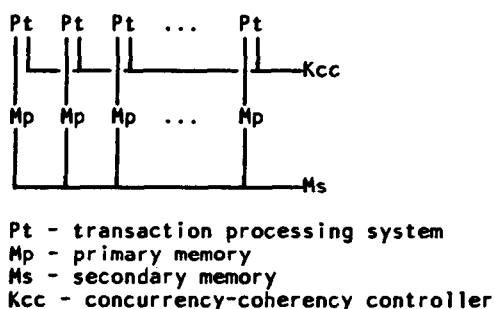 Pt Pt Pt ... Pt
Kcc
Mp Mp Mp ... Mp
Ms
Pt - transaction processing system
Mp - primary memory
Ms - secondary memory
Kcc - concurrency-coherency controller